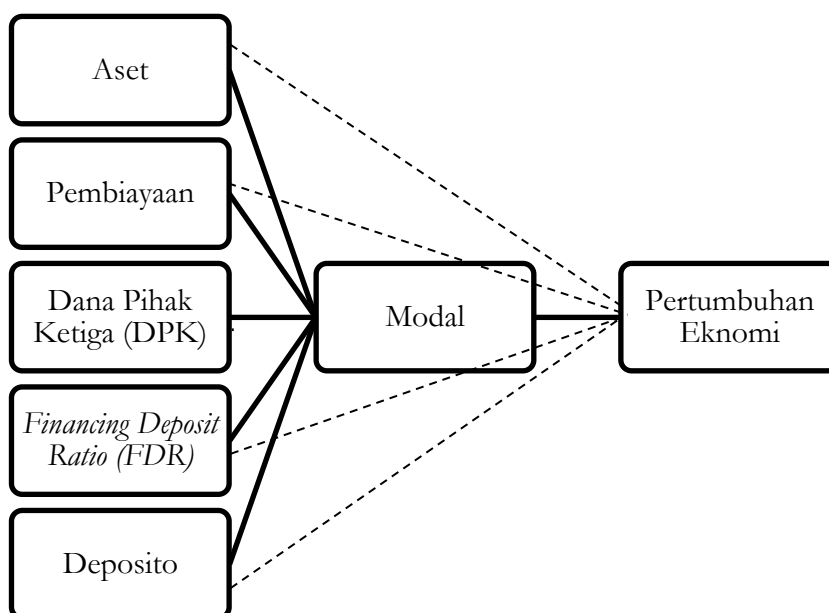 Aset
Pembiayaan
Dana Pihak
Ketiga (DPK)
Financing Deposit
Ratio (FDR)
Deposito
Modal
Pertumbuhan
Eknomi